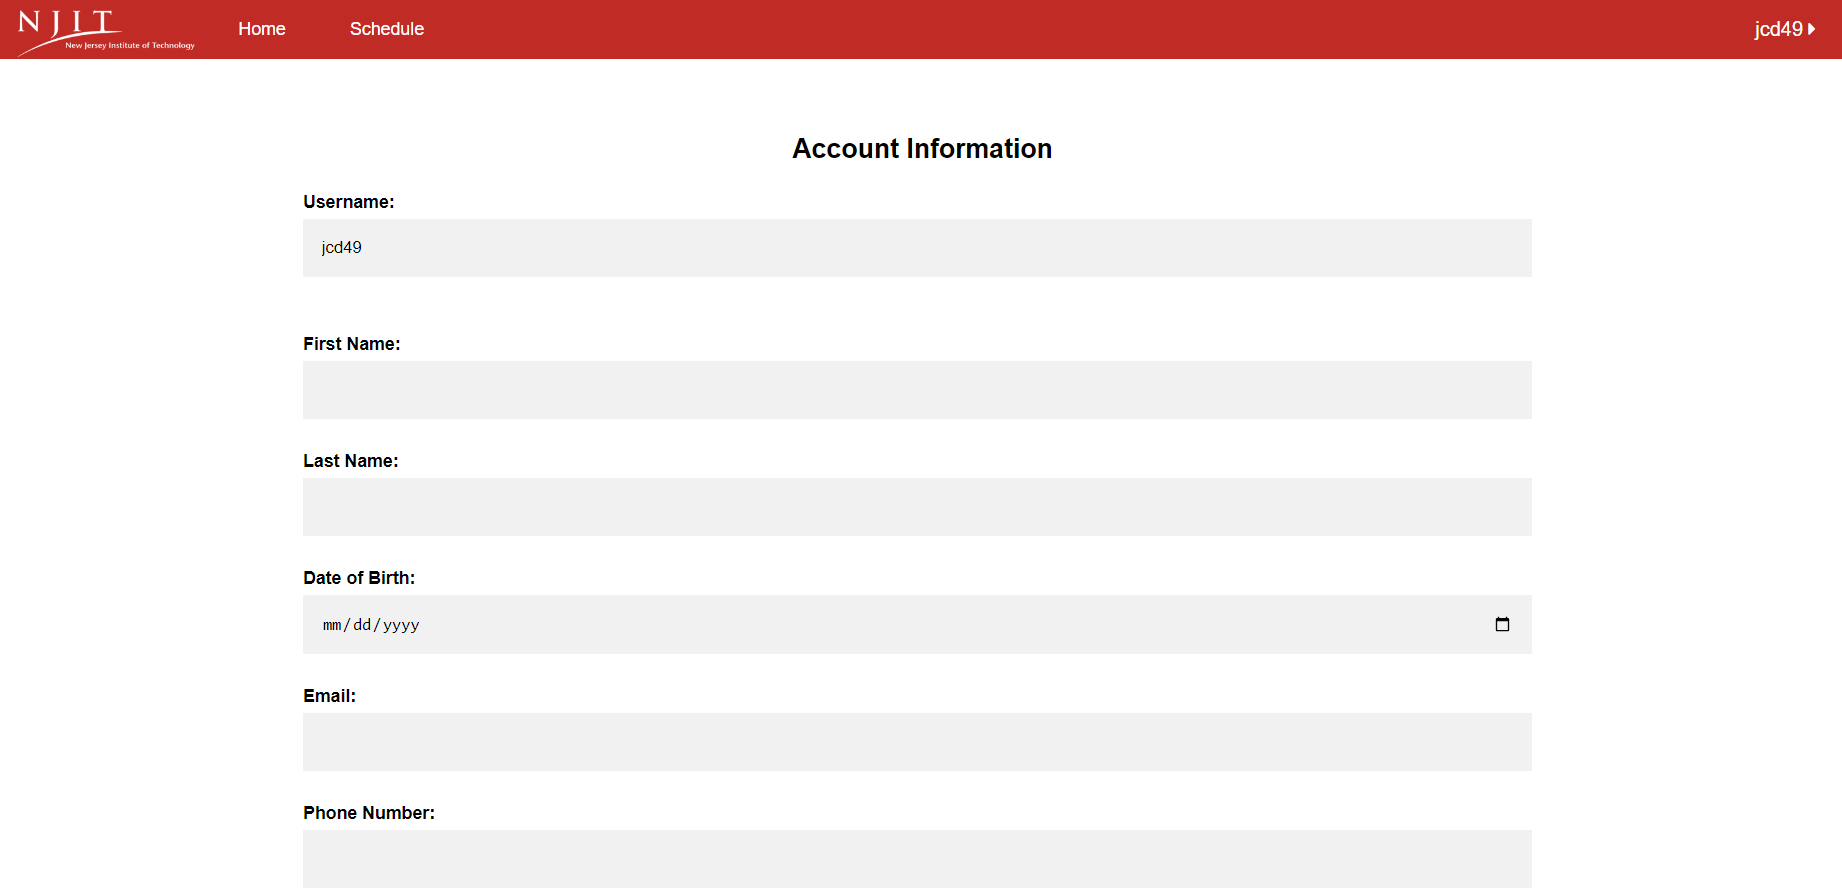 NJIT
New Jersey Institute of Technology
Home
Schedule
jcd49
Account Information
Username:
jcd49
First Name:
Last Name:
Date of Birth:
mm/dd/yyyy
Email:
Phone Number: